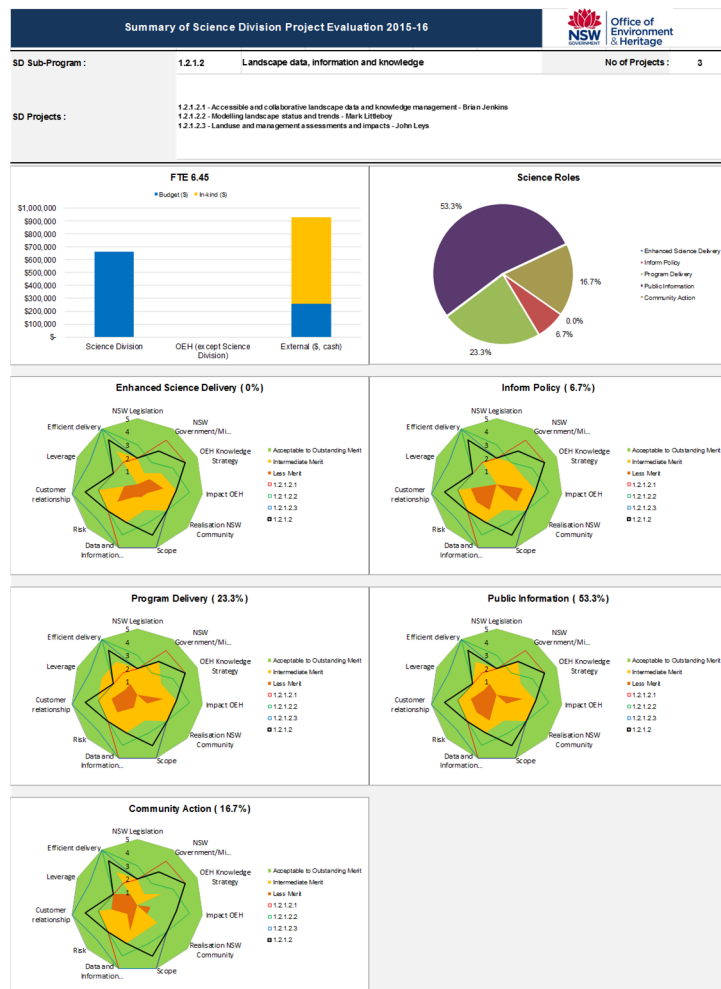 Summary of Science Division Project Evaluation 2015-16
NSW
GOVERNMENT
Office of
Environment
& Heritage
SD Sub-Program : 1.2.1.2 Landscape data, information and knowledge No of Projects : 3
SD Projects :
1.2.1.2.1 - Accessible and collaborative landscape data and knowledge management - Brian Jenkins
1.2.1.2.2 - Modelling landscape status and trends - Mark Littleboy
1.2.1.2.3 - Landuse and management assessments and impacts - John Leys
FTE 6.45
Budget ($) In-kind ($)
$1,000,000
$900,000
$800,000
$700,000
$600,000
$500,000
$400,000
$300,000
$200,000
$100,000
$-
Science Division
OEH (except Science
Division)
External ($, cash)
Science Roles
53.3%
16.7%
0.0%
6.7%
23.3%
Enhanced Science Delivery
Inform Policy
Program Delivery
Public Information
Community Action
Enhanced Science Delivery ( 0%)
NSW Legislation
NSW
Government/Mi...
OEH Knowledge
Strategy
Impact OEH
Realisation NSW
Community
Scope
Data and
Information...
Risk
Customer
relationship
Leverage
Efficient delivery
5
4
3
2
1
Acceptable to Outstanding Merit
Intermediate Merit
Less Merit
1.2.1.2.1
1.2.1.2.2
1.2.1.2.3
1.2.1.2
Inform Policy ( 6.7%)
NSW Legislation
NSW
Government/Mi...
OEH Knowledge
Strategy
Impact OEH
Realisation NSW
Community
Scope
Data and
Information...
Risk
Customer
relationship
Leverage
Efficient delivery
5
4
3
2
1
Acceptable to Outstanding Merit
Intermediate Merit
Less Merit
1.2.1.2.1
1.2.1.2.2
1.2.1.2.3
1.2.1.2
Program Delivery ( 23.3%)
NSW Legislation
NSW
Government/Mi...
OEH Knowledge
Strategy
Impact OEH
Realisation NSW
Community
Scope
Data and
Information...
Risk
Customer
relationship
Leverage
Efficient delivery
5
4
3
2
1
Acceptable to Outstanding Merit
Intermediate Merit
Less Merit
1.2.1.2.1
1.2.1.2.2
1.2.1.2.3
1.2.1.2
Public Information ( 53.3%)
NSW Legislation
NSW
Government/Mi...
OEH Knowledge
Strategy
Impact OEH
Realisation NSW
Community
Scope
Data and
Information...
Risk
Customer
relationship
Leverage
Efficient delivery
5
4
3
2
1
Acceptable to Outstanding Merit
Intermediate Merit
Less Merit
1.2.1.2.1
1.2.1.2.2
1.2.1.2.3
1.2.1.2
Community Action ( 16.7%)
NSW Legislation
NSW
Government/Mi...
OEH Knowledge
Strategy
Impact OEH
Realisation NSW
Community
Scope
Data and
Information...
Risk
Customer
relationship
Leverage
Efficient delivery
5
4
3
2
1
Acceptable to Outstanding Merit
Intermediate Merit
Less Merit
1.2.1.2.1
1.2.1.2.2
1.2.1.2.3
1.2.1.2